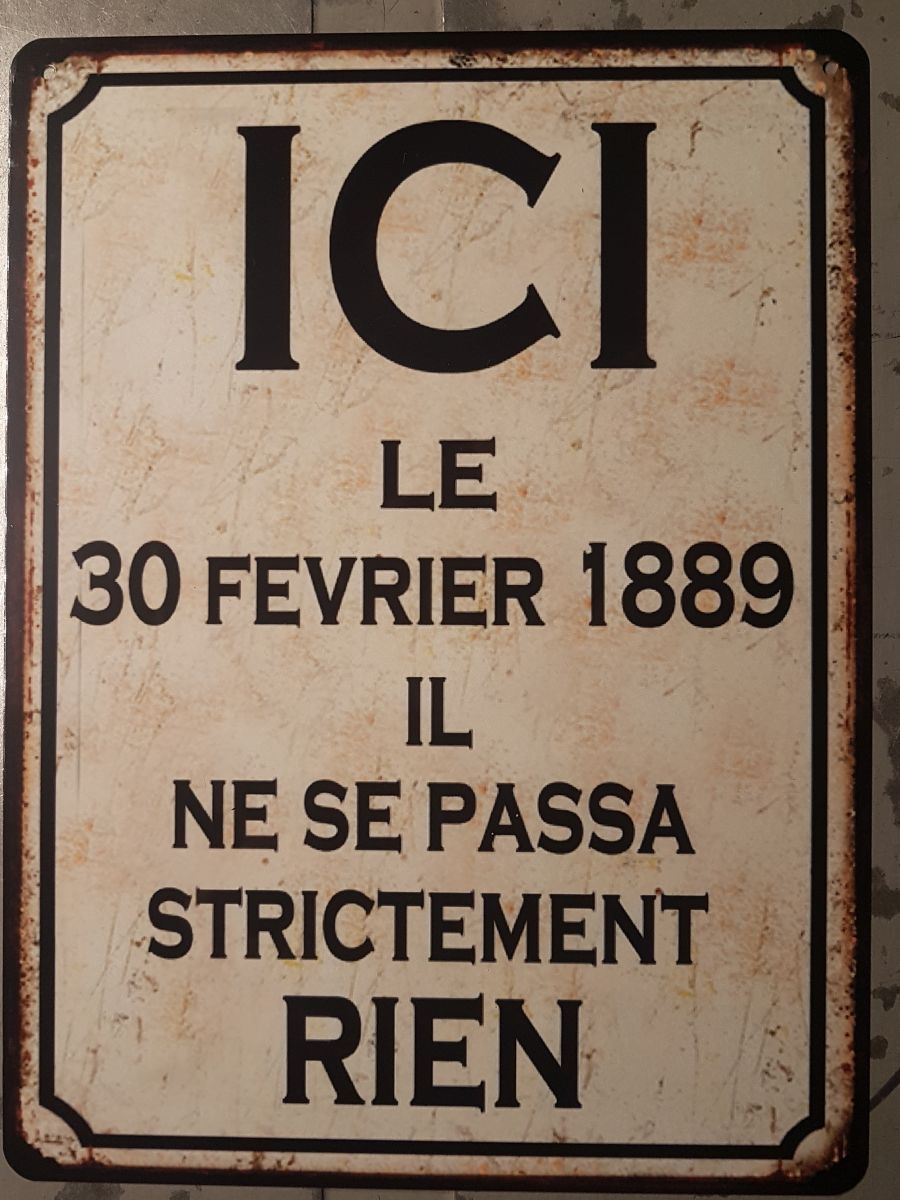 ICI
LE
30 FEVRIER 1889
IL
NE SE PASSA
STRICTEMENT
RIEN